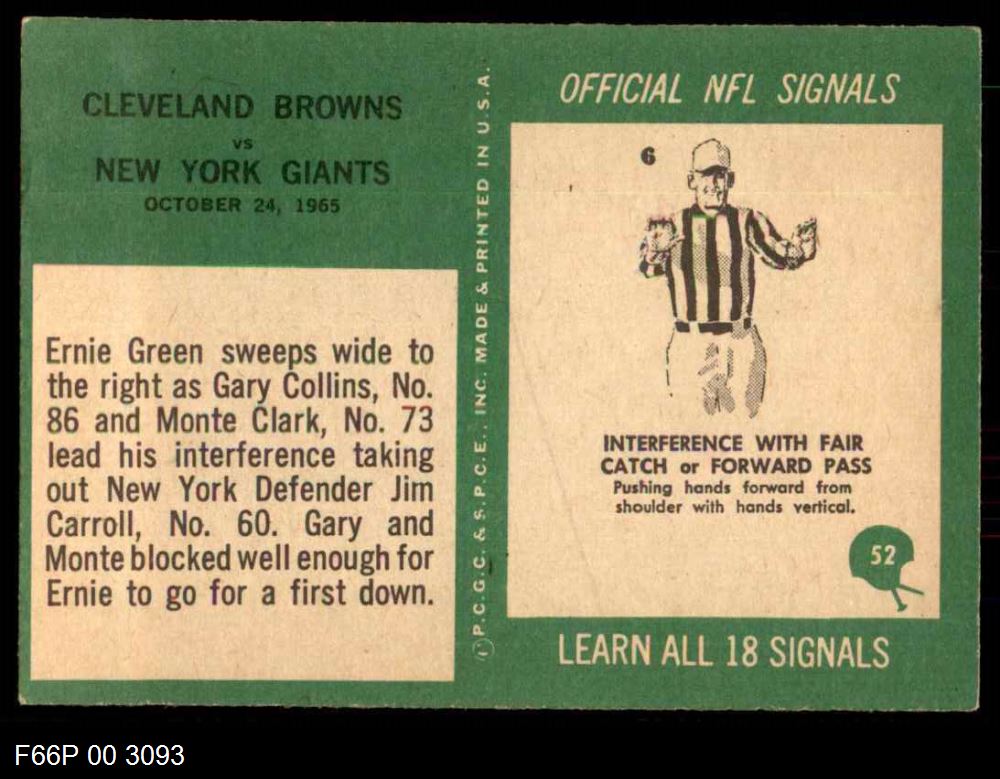 CLEVELAND BROWNS
vs
NEW YORK GIANTS
OCTOBER 24, 1965
Ernie Green sweeps wide to
the right as Gary Collins, No.
86 and Monte Clark, No. 73
lead his interference taking
out New York Defender Jim
Carroll, No. 60. Gary and
Monte blocked well enough for
Ernie to go for a first down.
P.C.G.C. & S.P.C.E., INC. MADE & PRINTED IN U.S.A.
OFFICIAL NFL SIGNALS
6
INTERFERENCE WITH FAIR
CATCH or FORWARD PASS
Pushing hands forward from
shoulder with hands vertical.
52
LEARN ALL 18 SIGNALS
F66P 00 3093